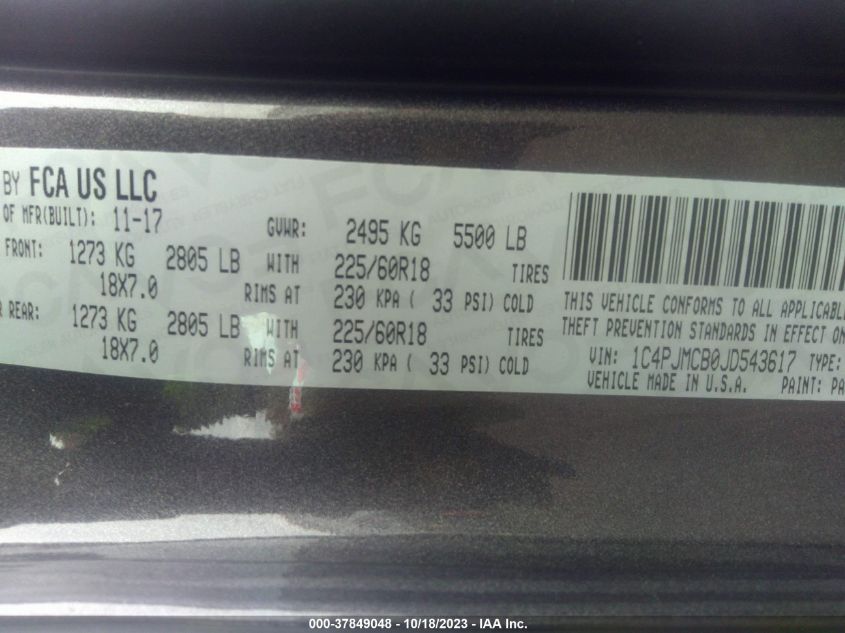 BY FCA US LLC
OF MFR(BUILT): 11-17 GVWR: 2495 KG 5500 LB
FRONT: 1273 KG 2805 LB WITH 225/60R18 TIRES
18X7.0 RIMS AT 230 KPA ( 33 PSI) COLD
R REAR: 1273 KG 2805 LB WITH 225/60R18 TIRES
18X7.0 RIMS AT 230 KPA ( 33 PSI) COLD
THIS VEHICLE CONFORMS TO ALL APPLICABLE
THEFT PREVENTION STANDARDS IN EFFECT ON
VIN: 1C4PJMCB0JD543617 TYPE:
VEHICLE MADE IN U.S.A. PAINT: PA
000-37849048 - 10/18/2023 - IAA Inc.